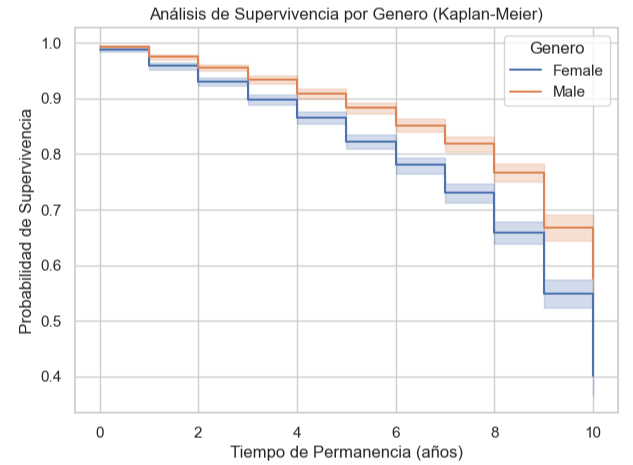 Análisis de Supervivencia por Genero (Kaplan-Meier)
Genero
Female
Male
Probabilidad de Supervivencia
1.0
0.9
0.8
0.7
0.6
0.5
0.4
0 2 4 6 8 10
Tiempo de Permanencia (años)